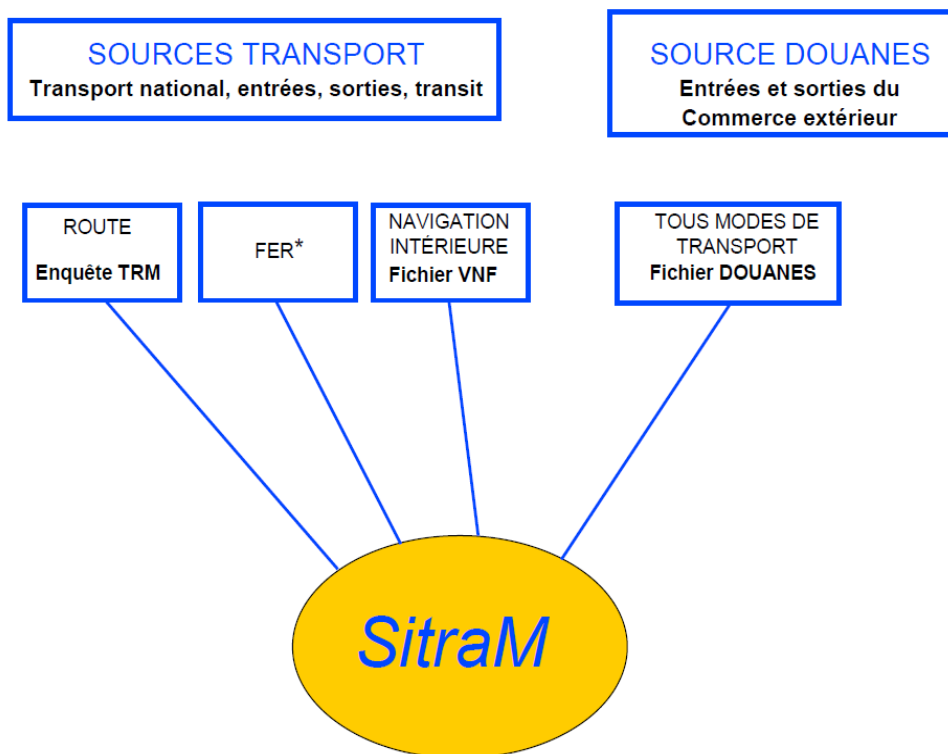 SOURCES TRANSPORT
Transport national, entrées, sorties, transit
SOURCE DOUANES
Entrées et sorties du
Commerce extérieur
ROUTE
Enquête TRM
FER*
NAVIGATION
INTÉRIEURE
Fichier VNF
TOUS MODES DE
TRANSPORT
Fichier DOUANES
SitraM